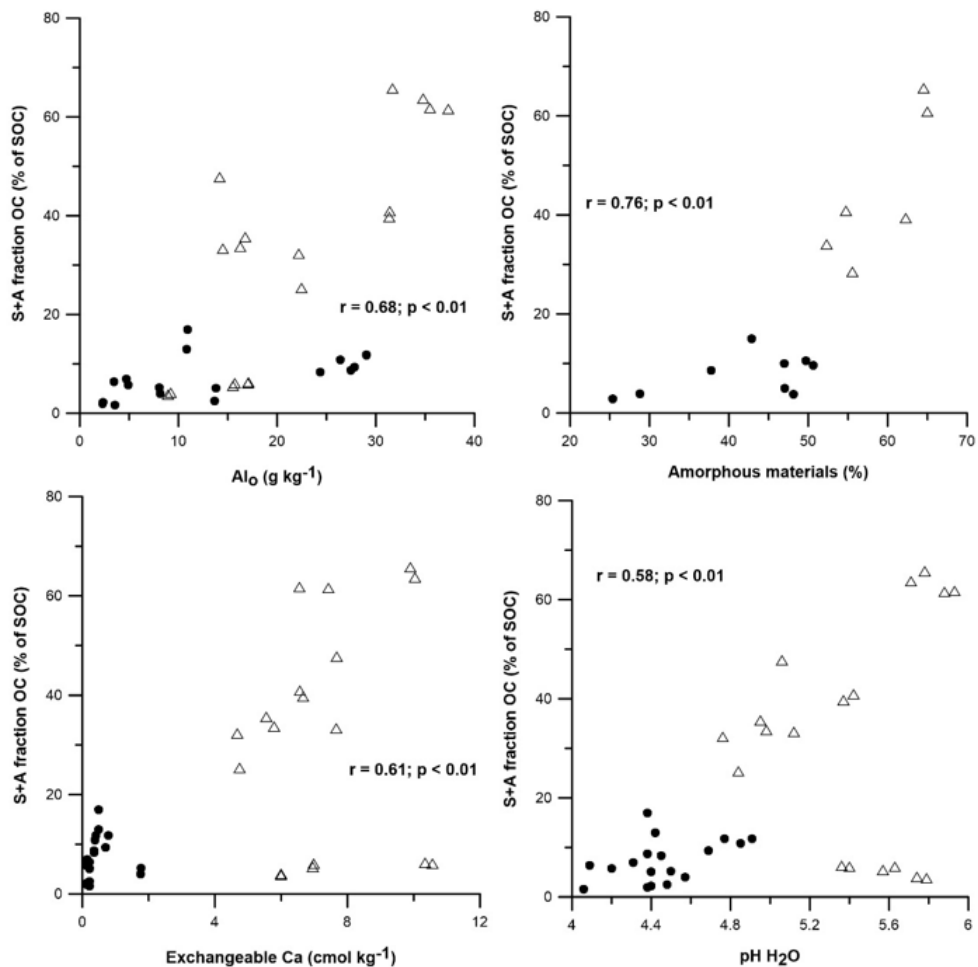 80
60
40
20
0
S+A fraction OC (% of SOC)
r = 0.68; p < 0.01
0 10 20 30 40
Alo (g kg-1)
80
60
40
20
0
S+A fraction OC (% of SOC)
r = 0.76; p < 0.01
20 30 40 50 60 70
Amorphous materials (%)
80
60
40
20
0
S+A fraction OC (% of SOC)
r = 0.61; p < 0.01
0 4 8 12
Exchangeable Ca (cmol kg-1)
80
60
40
20
0
S+A fraction OC (% of SOC)
r = 0.58; p < 0.01
4 4.4 4.8 5.2 5.6 6
pH H2O